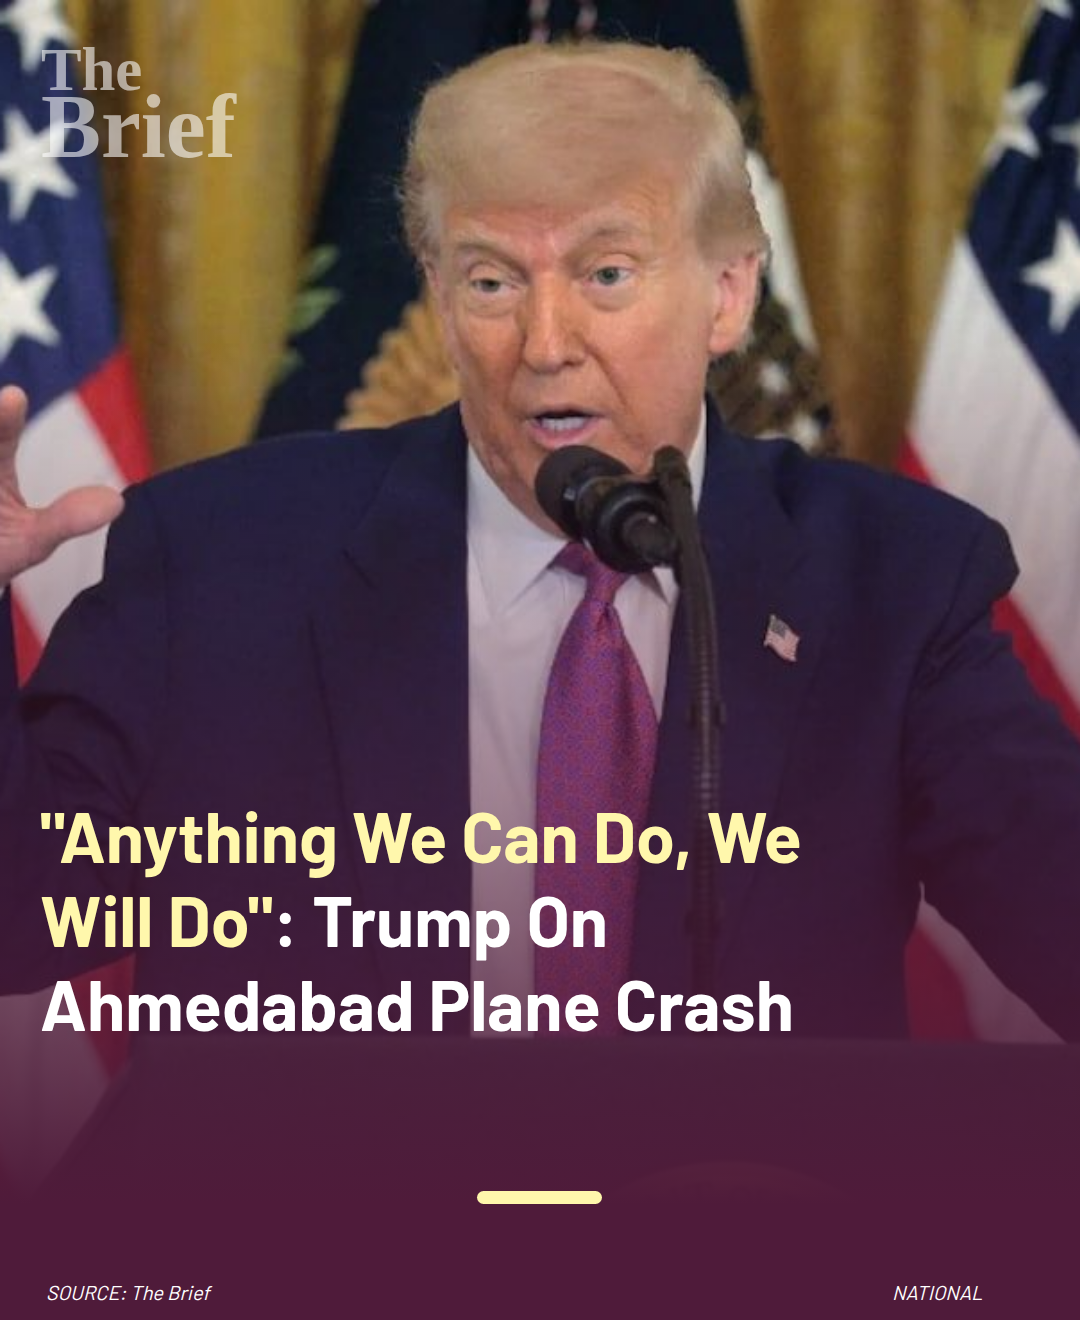 The
Brief
"Anything We Can Do, We
Will Do": Trump On
Ahmedabad Plane Crash
SOURCE: The Brief
NATIONAL